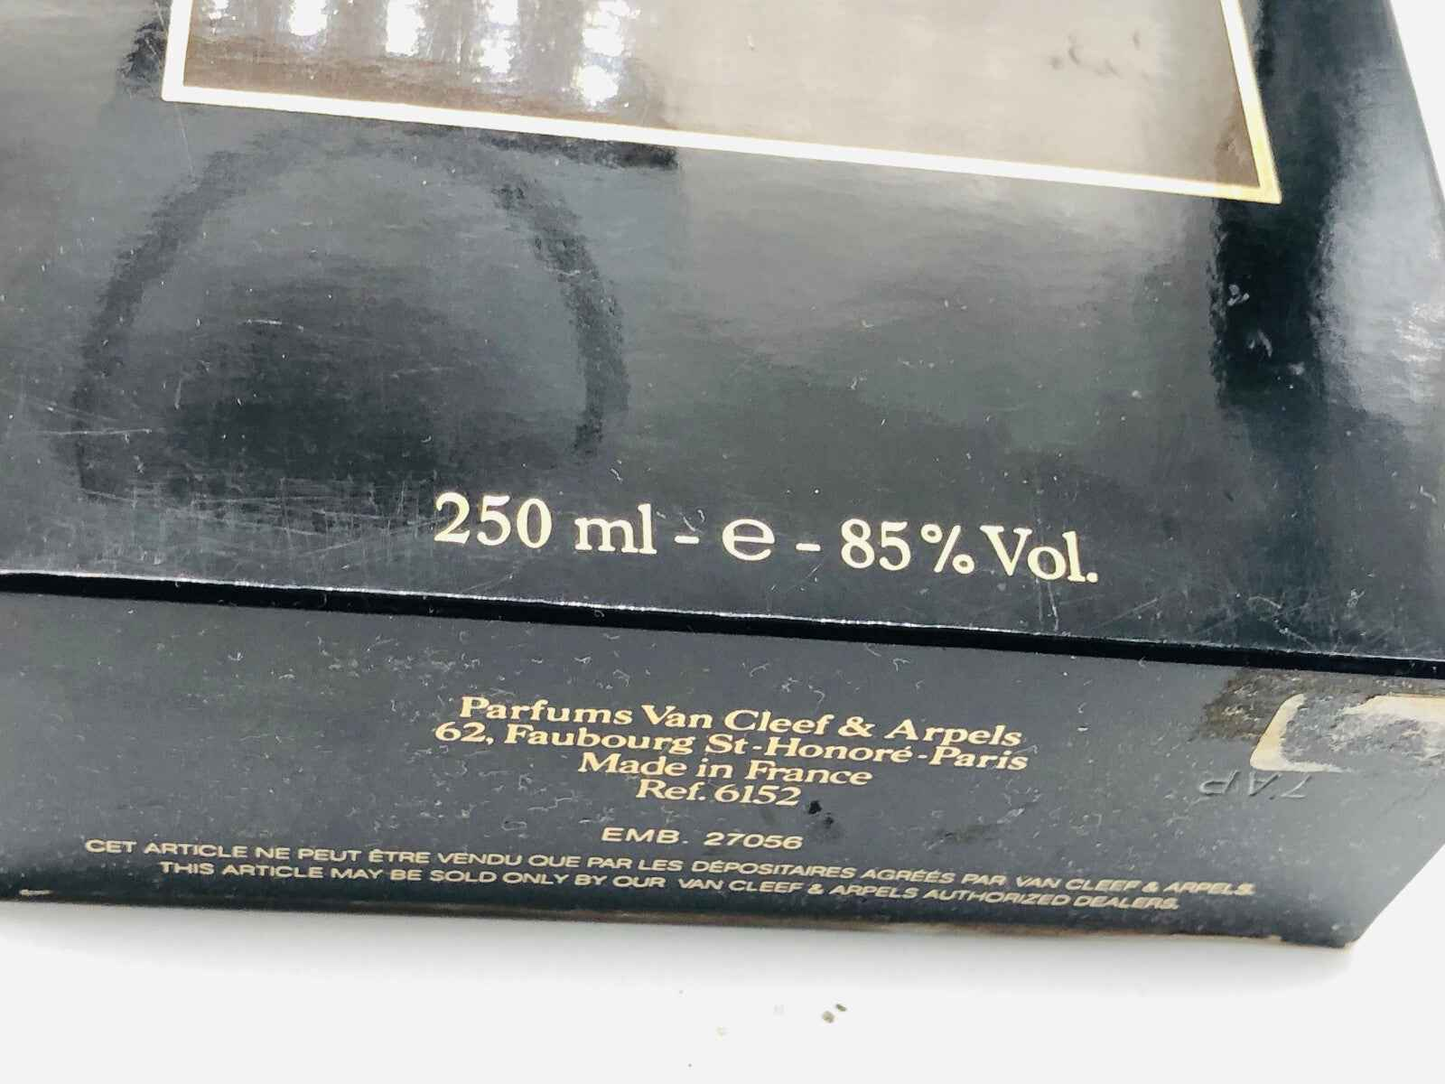 250 ml - e - 85% Vol.
Parfums Van Cleef & Arpels
62, Faubourg St-Honoré-Paris
Made in France
Ref. 6152
EMB. 27056
CET ARTICLE NE PEUT ÊTRE VENDU QUE PAR LES DÉPOSITAIRES AGRÉÉS PAR VAN CLEEF & ARPELS.
THIS ARTICLE MAY BE SOLD ONLY BY OUR VAN CLEEF & ARPELS AUTHORIZED DEALERS.